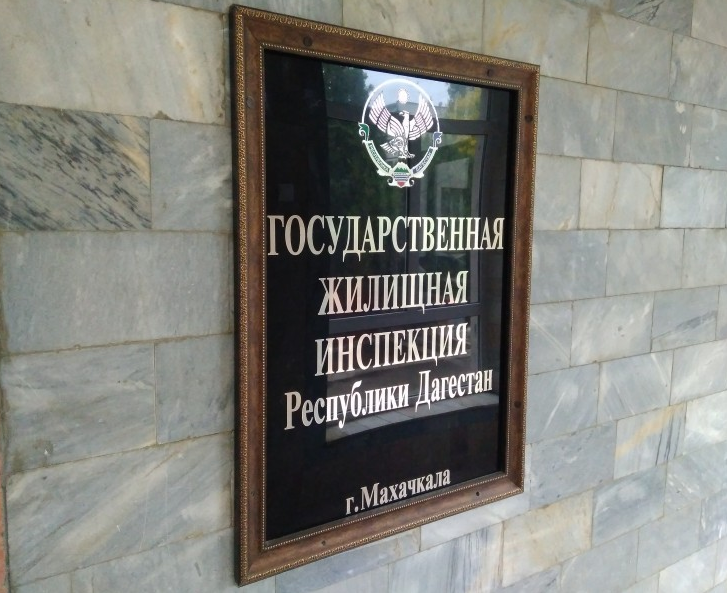 ГОСУДАРСТВЕННАЯ
ЖИЛИЩНАЯ
ИНСПЕКЦИЯ
Республики Дагестан
г.Махачкала